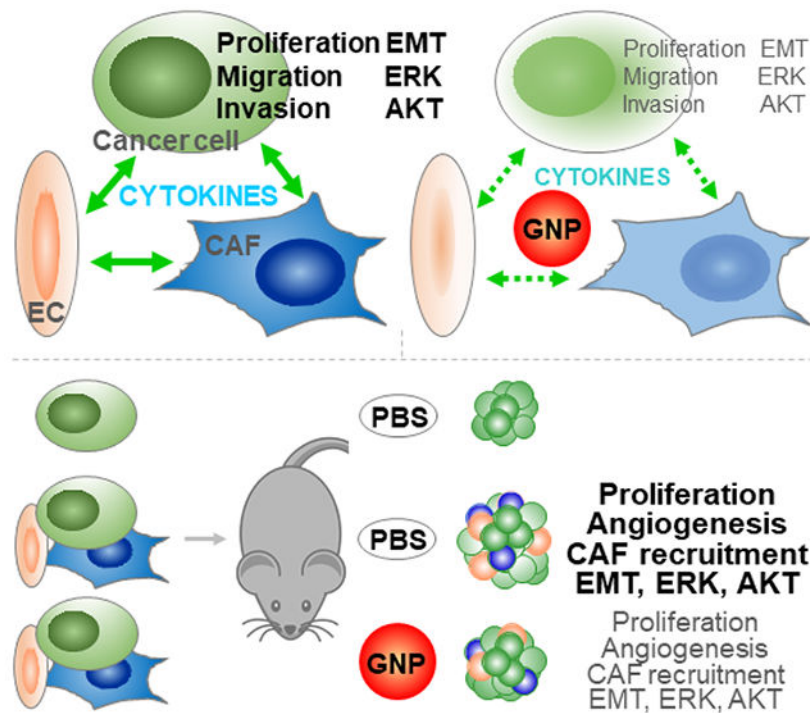 Proliferation EMT
Migration ERK
Invasion AKT
Cancer cell
CYTOKINES
CAF
EC
Proliferation EMT
Migration ERK
Invasion AKT
CYTOKINES
GNP
PBS
PBS
Proliferation
Angiogenesis
CAF recruitment
EMT, ERK, AKT
GNP
Proliferation
Angiogenesis
CAF recruitment
EMT, ERK, AKT